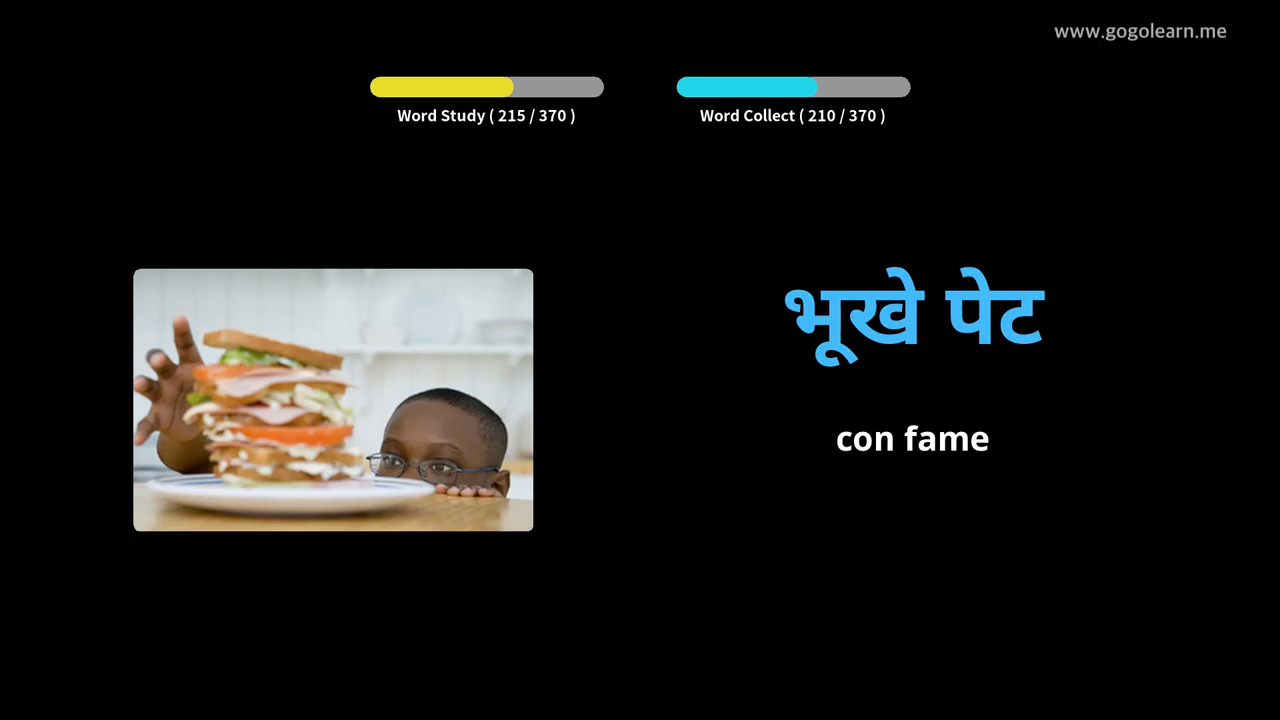 www.gogolearn.me
Word Study ( 215 / 370 )
Word Collect ( 210 / 370 )
भूखे पेट
con fame